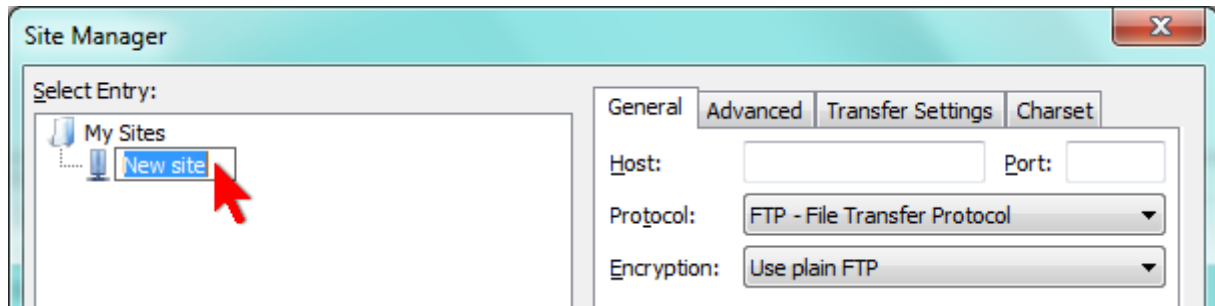 Site Manager
Select Entry:
My Sites
New site
General Advanced Transfer Settings Charset
Host: Port:
Protocol: FTP - File Transfer Protocol
Encryption: Use plain FTP